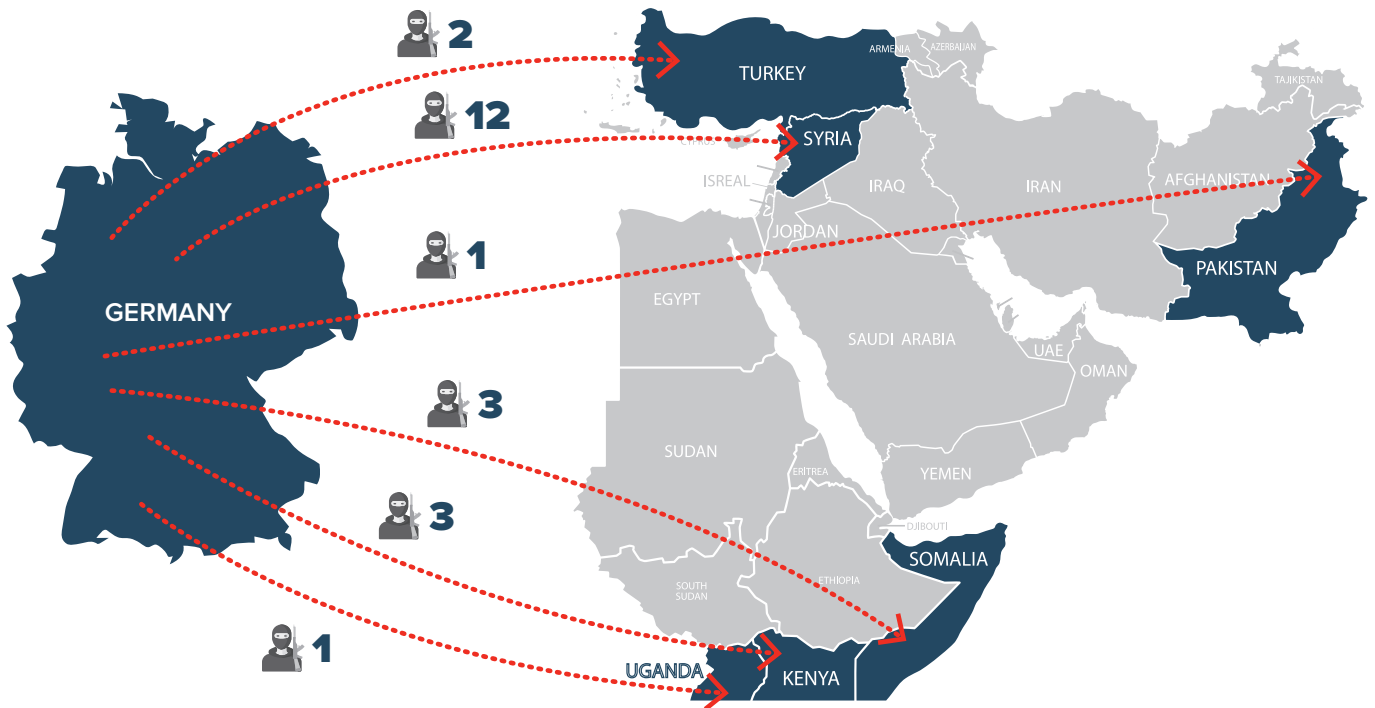 2
TURKEY
ARMENIA
AZERBAIJAN
TAJIKISTAN
12
CYPRUS
SYRIA
ISREAL
IRAQ
IRAN
AFGHANISTAN
JORDAN
1
PAKISTAN
GERMANY
EGYPT
SAUDI ARABIA
UAE
OMAN
3
SUDAN
ERITREA
YEMEN
3
DJIBOUTI
SOMALIA
SOUTH
SUDAN
ETHIOPIA
1
UGANDA
KENYA